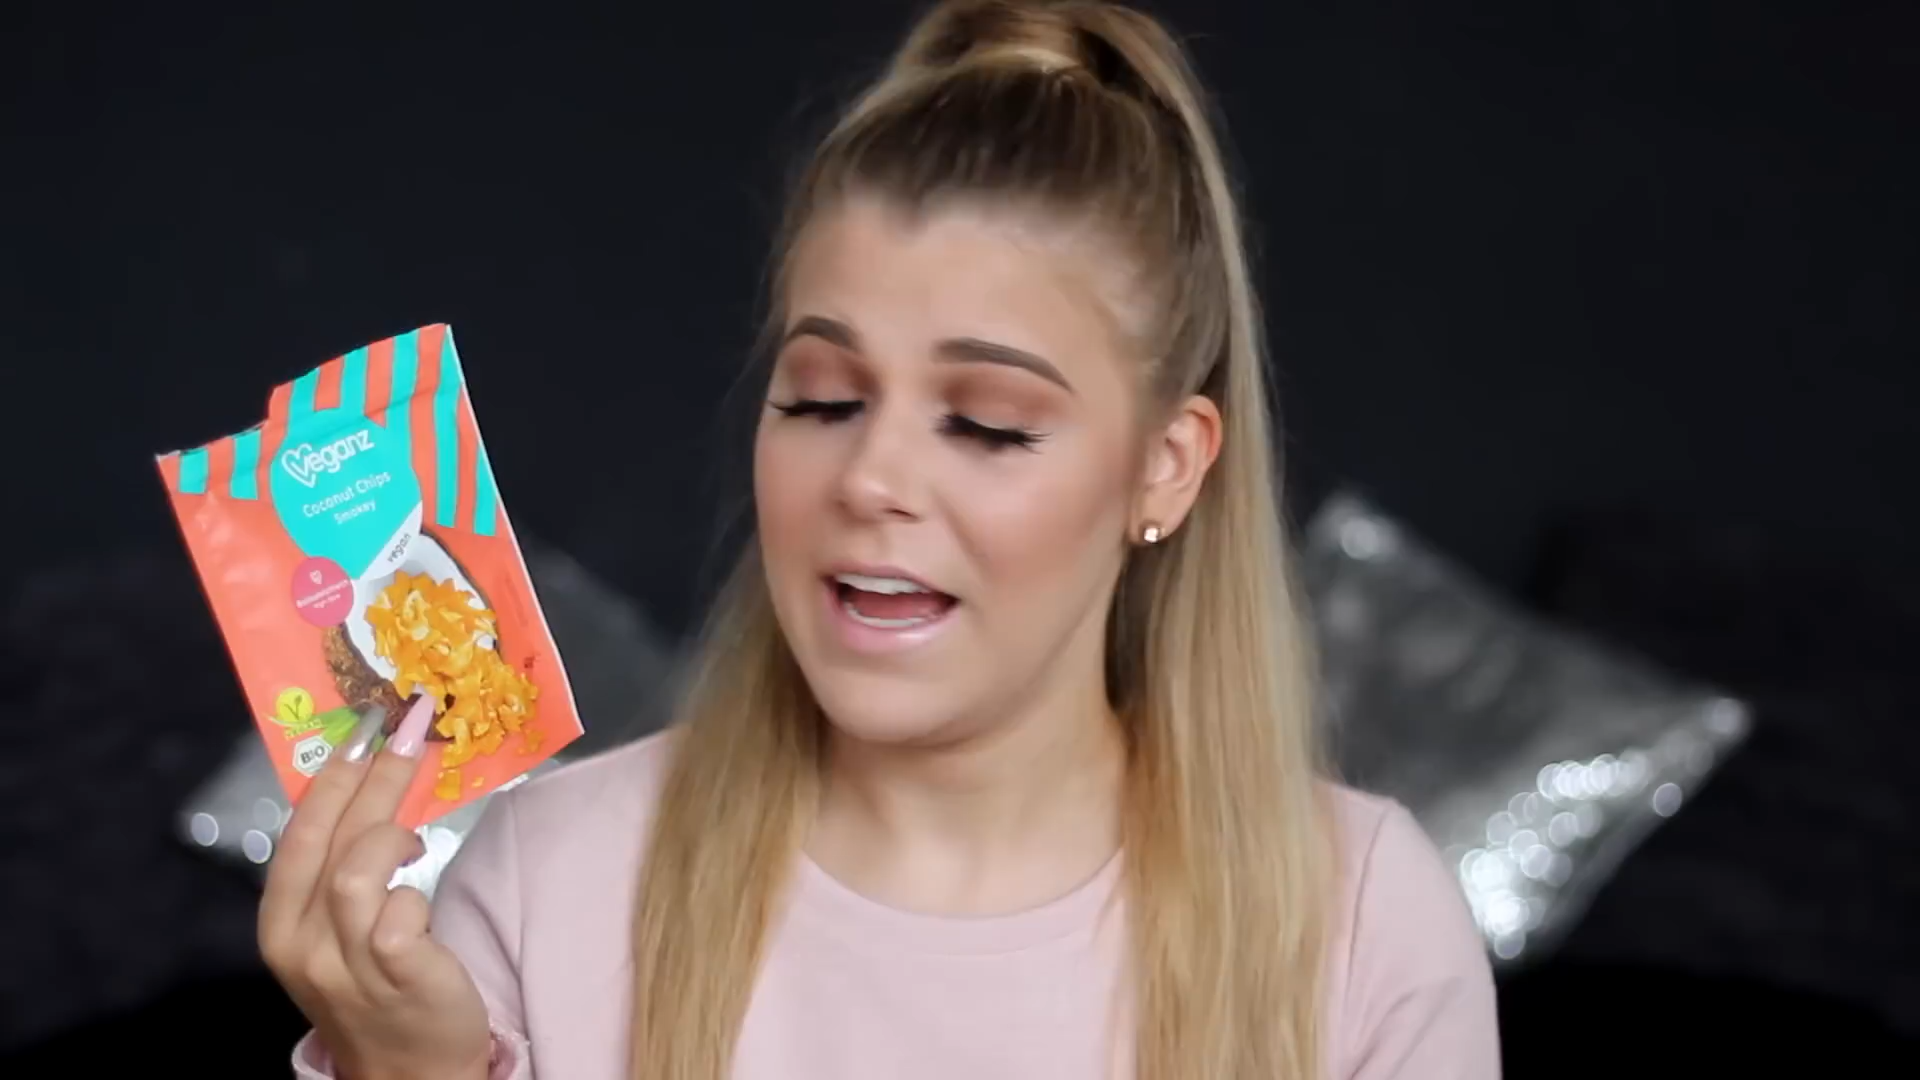 Veganz
Coconut Chips
Smokey
vegan
BIO